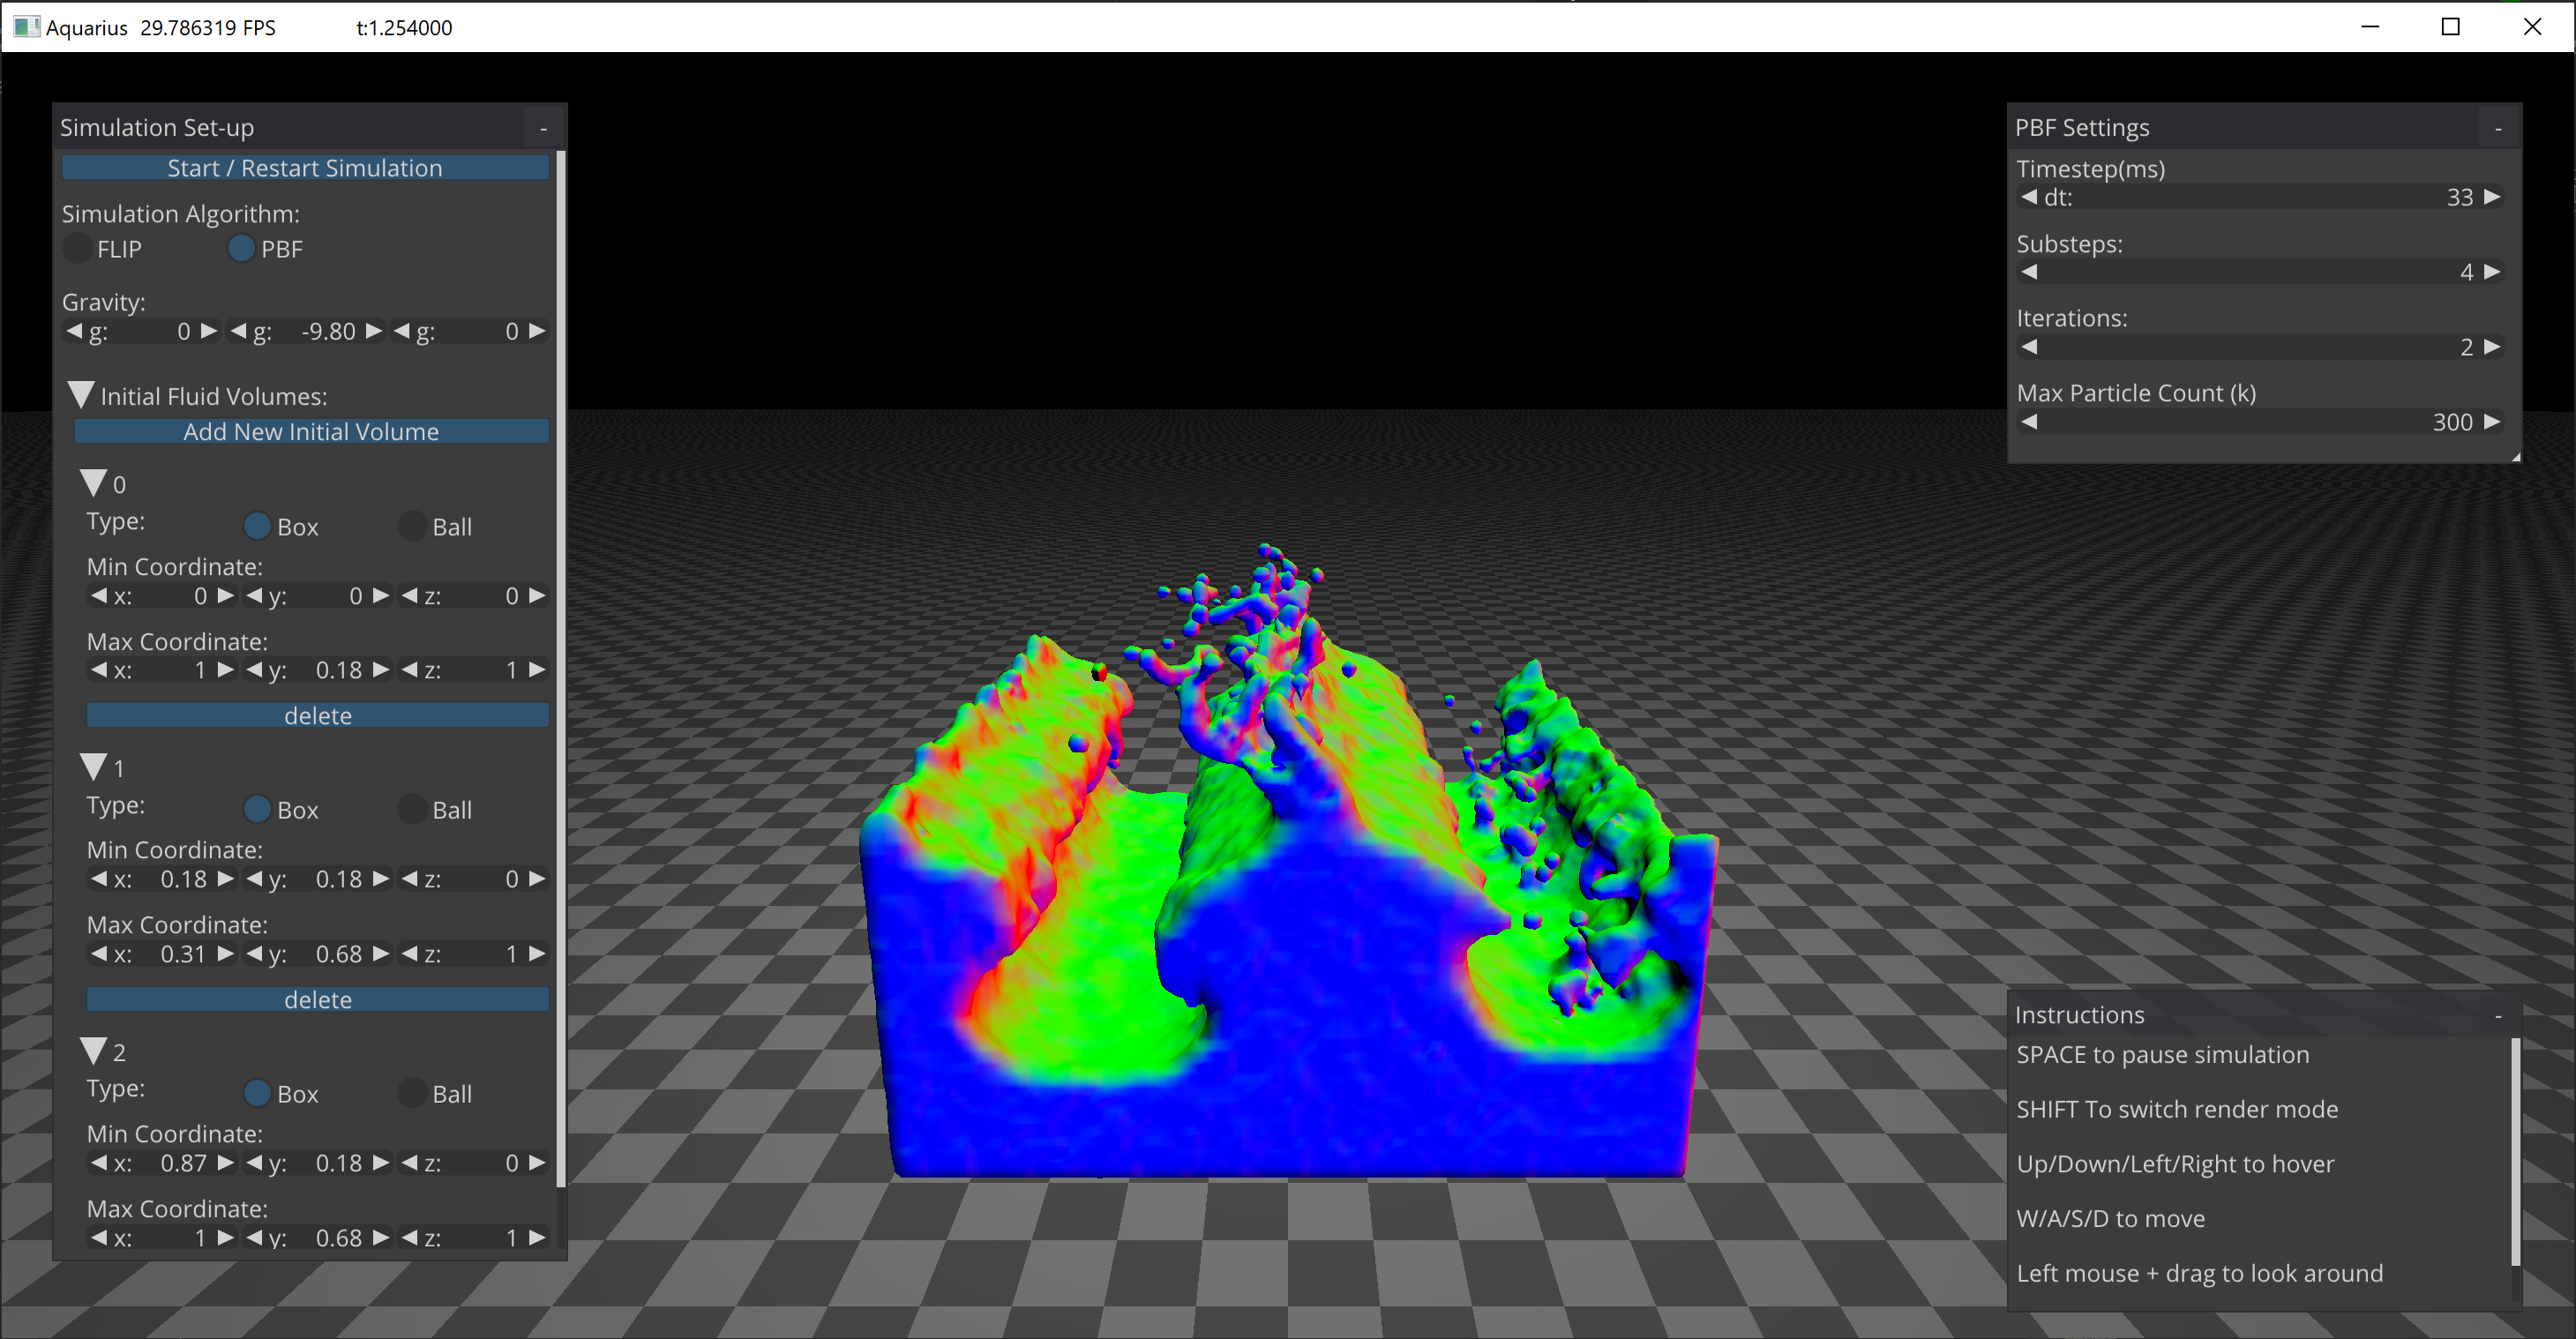 Aquarius 29.786319 FPS t:1.254000
Simulation Set-up -
Start / Restart Simulation
Simulation Algorithm:
FLIP PBF
Gravity:
g: 0 g: -9.80 g: 0
Initial Fluid Volumes:
Add New Initial Volume
0
Type: Box Ball
Min Coordinate:
x: 0 y: 0 z: 0
Max Coordinate:
x: 1 y: 0.18 z: 1
delete
1
Type: Box Ball
Min Coordinate:
x: 0.18 y: 0.18 z: 0
Max Coordinate:
x: 0.31 y: 0.68 z: 1
delete
2
Type: Box Ball
Min Coordinate:
x: 0.87 y: 0.18 z: 0
Max Coordinate:
x: 1 y: 0.68 z: 1
PBF Settings -
Timestep(ms)
dt: 33
Substeps:
4
Iterations:
2
Max Particle Count (k)
300
Instructions -
SPACE to pause simulation
SHIFT To switch render mode
Up/Down/Left/Right to hover
W/A/S/D to move
Left mouse + drag to look around